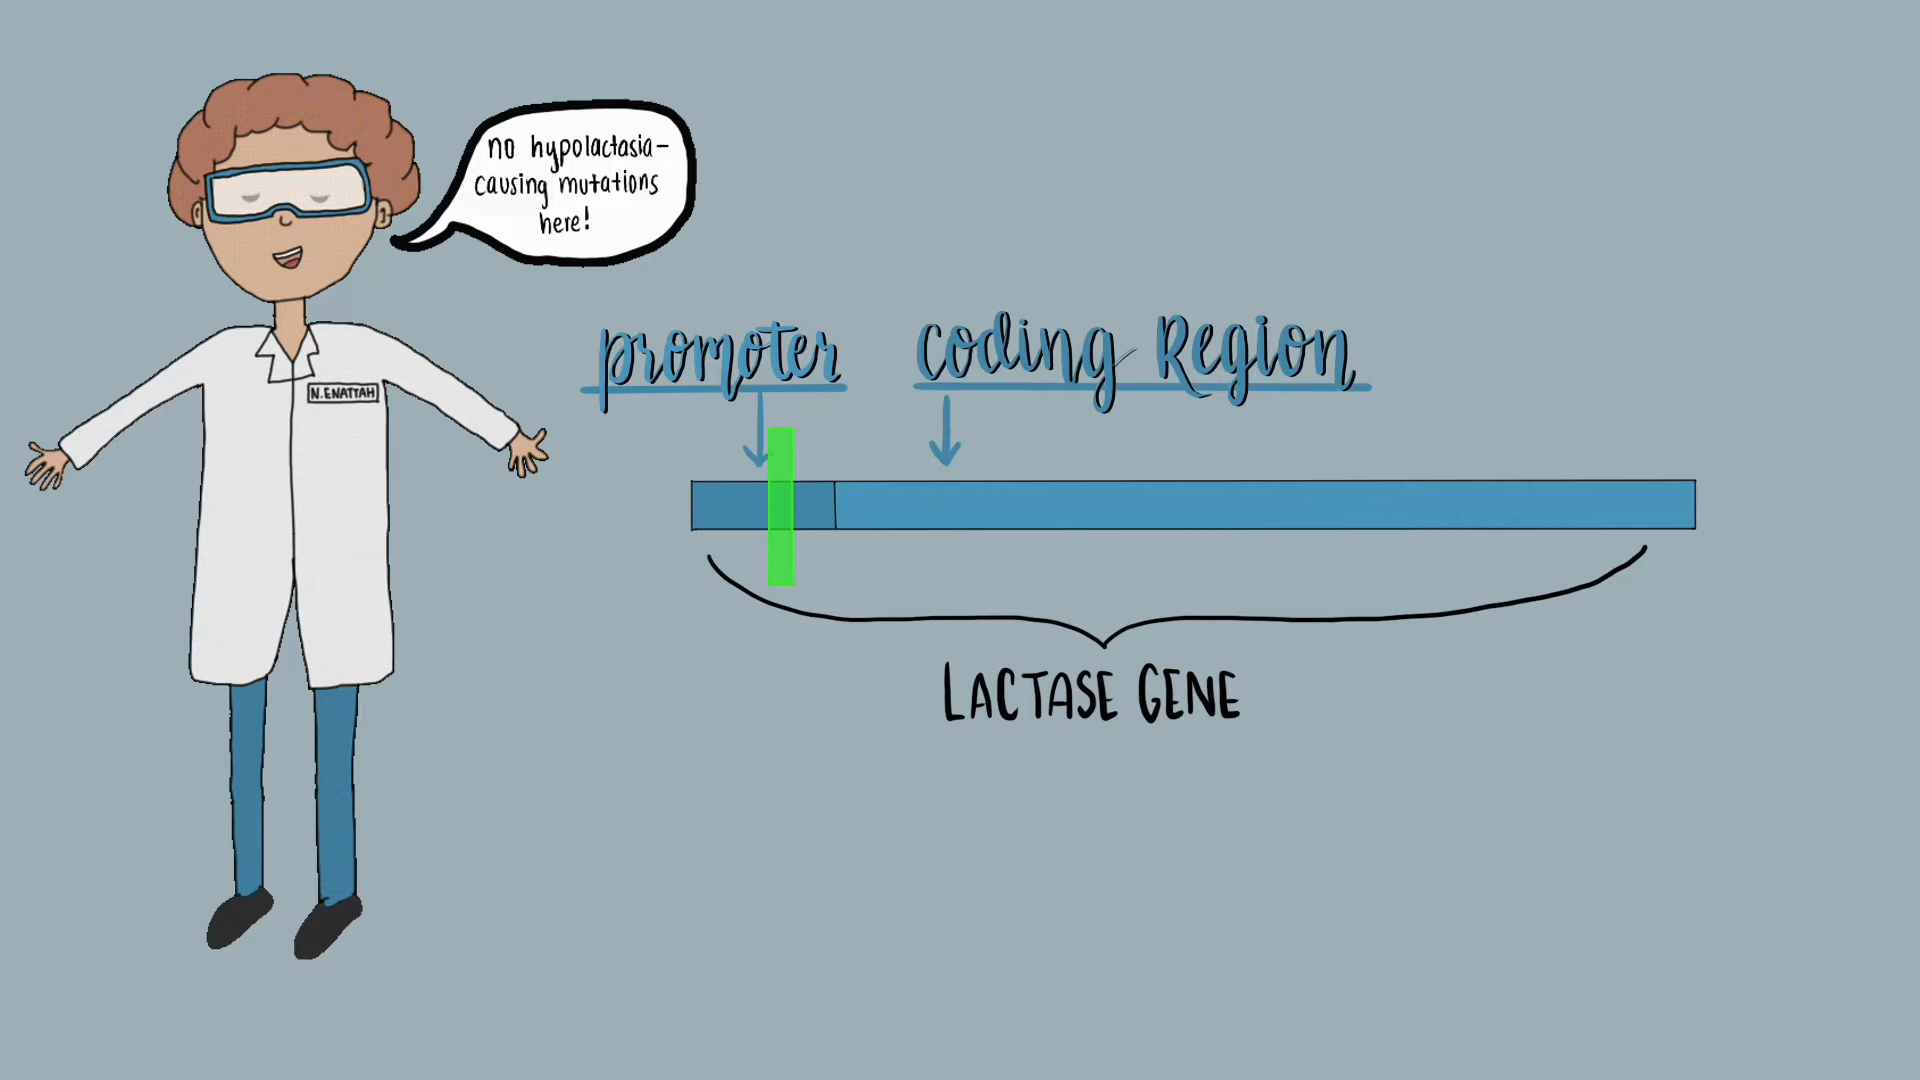 no hypolactasia-
causing mutations
here!
N.ENATTAH
promoter
coding Region
LACTASE GENE